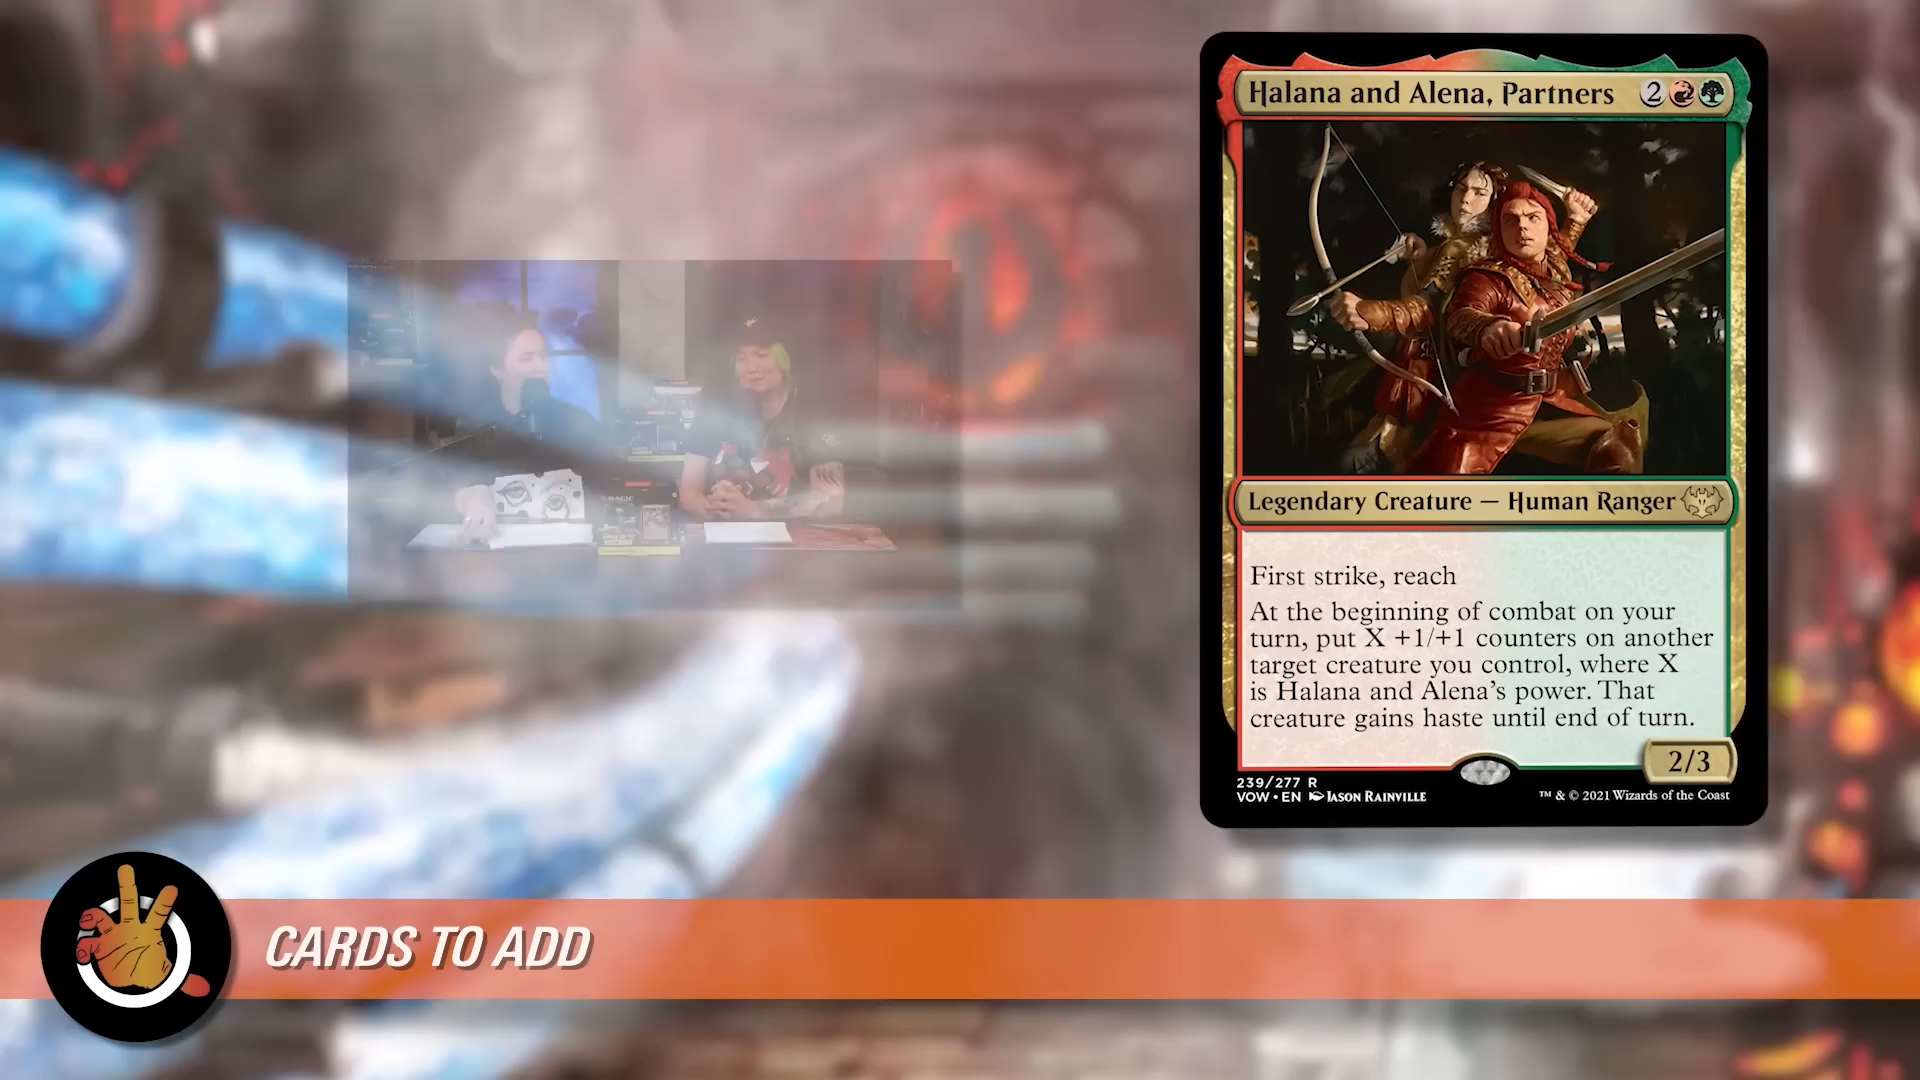 Halana and Alena, Partners 2
Legendary Creature — Human Ranger
First strike, reach
At the beginning of combat on your
turn, put X +1/+1 counters on another
target creature you control, where X
is Halana and Alena's power. That
creature gains haste until end of turn.
2/3
239/277 R
VOW • EN JASON RAINVILLE
™ & © 2021 Wizards of the Coast
CARDS TO ADD